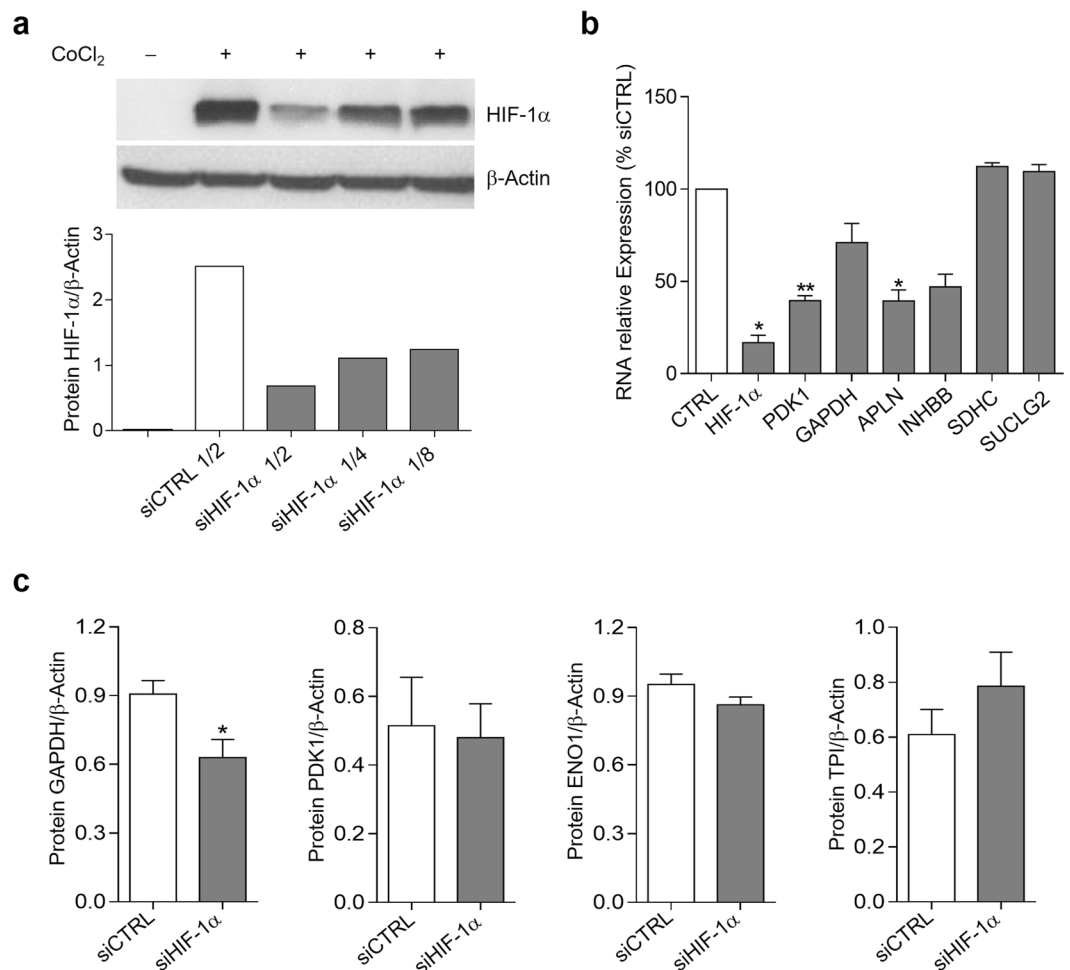 a
CoCl₂ – + + + +
HIF-1α
β-Actin
Protein HIF-1α/β-Actin
3
2
1
0
siCTRL 1/2
siHIF-1α 1/2
siHIF-1α 1/4
siHIF-1α 1/8
b
RNA relative Expression (% siCTRL)
150
100
50
0
*
**
*
CTRL
HIF-1α
PDK1
GAPDH
APLN
INHBB
SDHC
SUCLG2
c
Protein GAPDH/β-Actin
1.2
0.9
0.6
0.3
0.0
*
siCTRL
siHIF-1α
Protein PDK1/β-Actin
0.8
0.6
0.4
0.2
0.0
siCTRL
siHIF-1α
Protein ENO1/β-Actin
1.2
0.9
0.6
0.3
0.0
siCTRL
siHIF-1α
Protein TPI/β-Actin
1.0
0.8
0.6
0.4
0.2
0.0
siCTRL
siHIF-1α